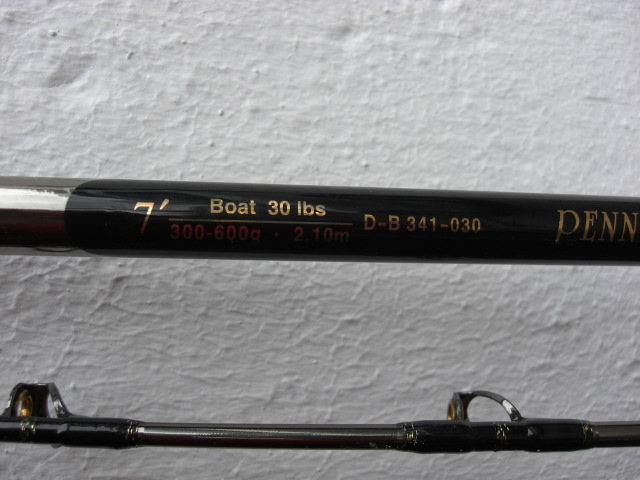 7' Boat 30 lbs
300-600g · 2.10m
D-B 341-030
PENN